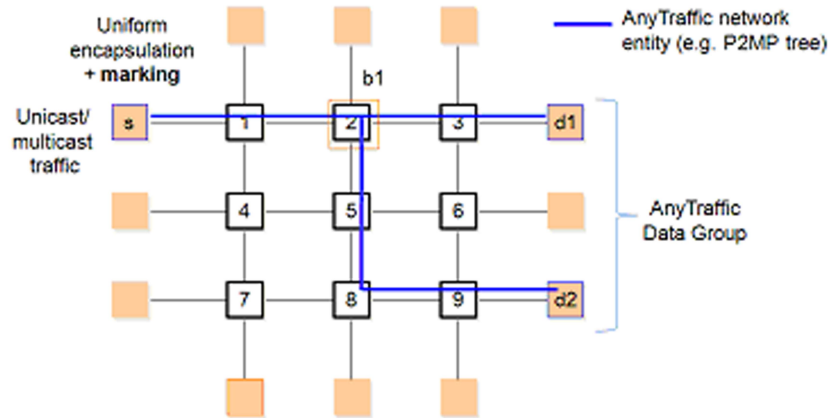 Uniform
encapsulation
+ marking
AnyTraffic network
entity (e.g. P2MP tree)
b1
Unicast/
multicast
traffic
s
1
2
3
d1
4
5
6
AnyTraffic
Data Group
7
8
9
d2